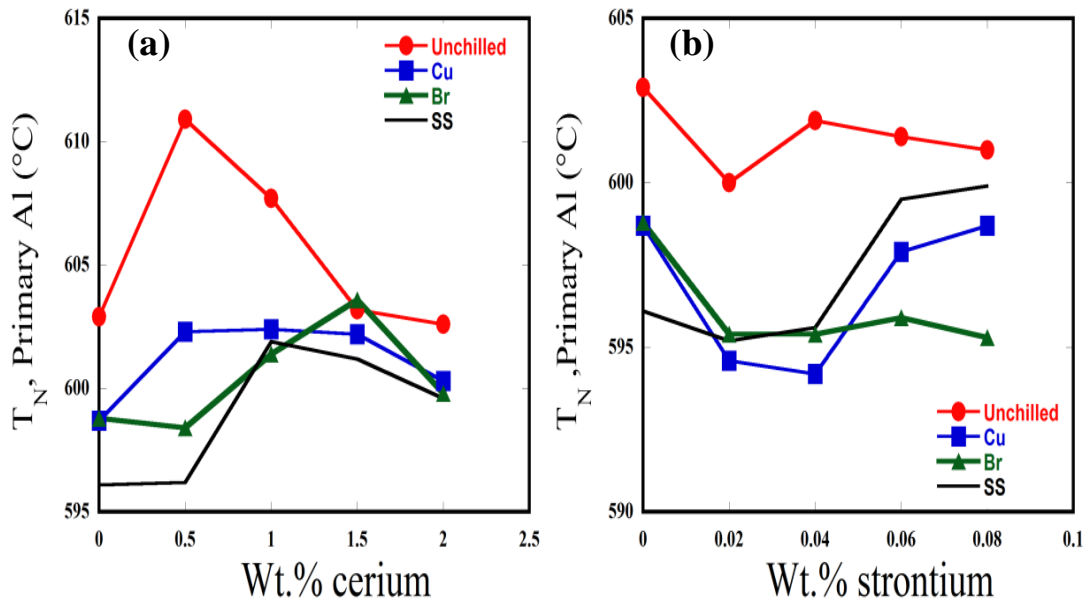 (a)
Unchilled
Cu
Br
SS
615
610
605
600
595
0 0.5 1 1.5 2 2.5
T_N, Primary Al (°C)
Wt.% cerium
(b)
605
600
595
590
0 0.02 0.04 0.06 0.08 0.1
T_N ,Primary Al (°C)
Unchilled
Cu
Br
SS
Wt.% strontium